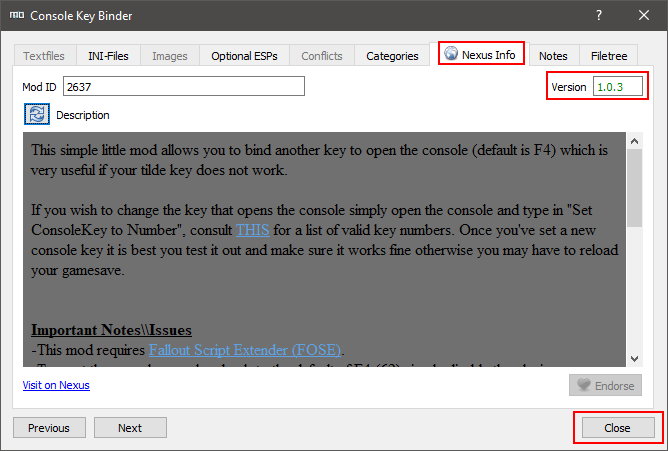 Console Key Binder
Textfiles INI-Files Images Optional ESPs Conflicts Categories Nexus Info Notes Filetree
Mod ID 2637 Version 1.0.3
Description
This simple little mod allows you to bind another key to open the console (default is F4) which is
very useful if your tilde key does not work.
If you wish to change the key that opens the console simply open the console and type in "Set
ConsoleKey to Number", consult THIS for a list of valid key numbers. Once you've set a new
console key it is best you test it out and make sure it works fine otherwise you may have to reload
your gamesave.
Important Notes\\Issues
-This mod requires Fallout Script Extender (FOSE).
Visit on Nexus Endorse
Previous Next Close